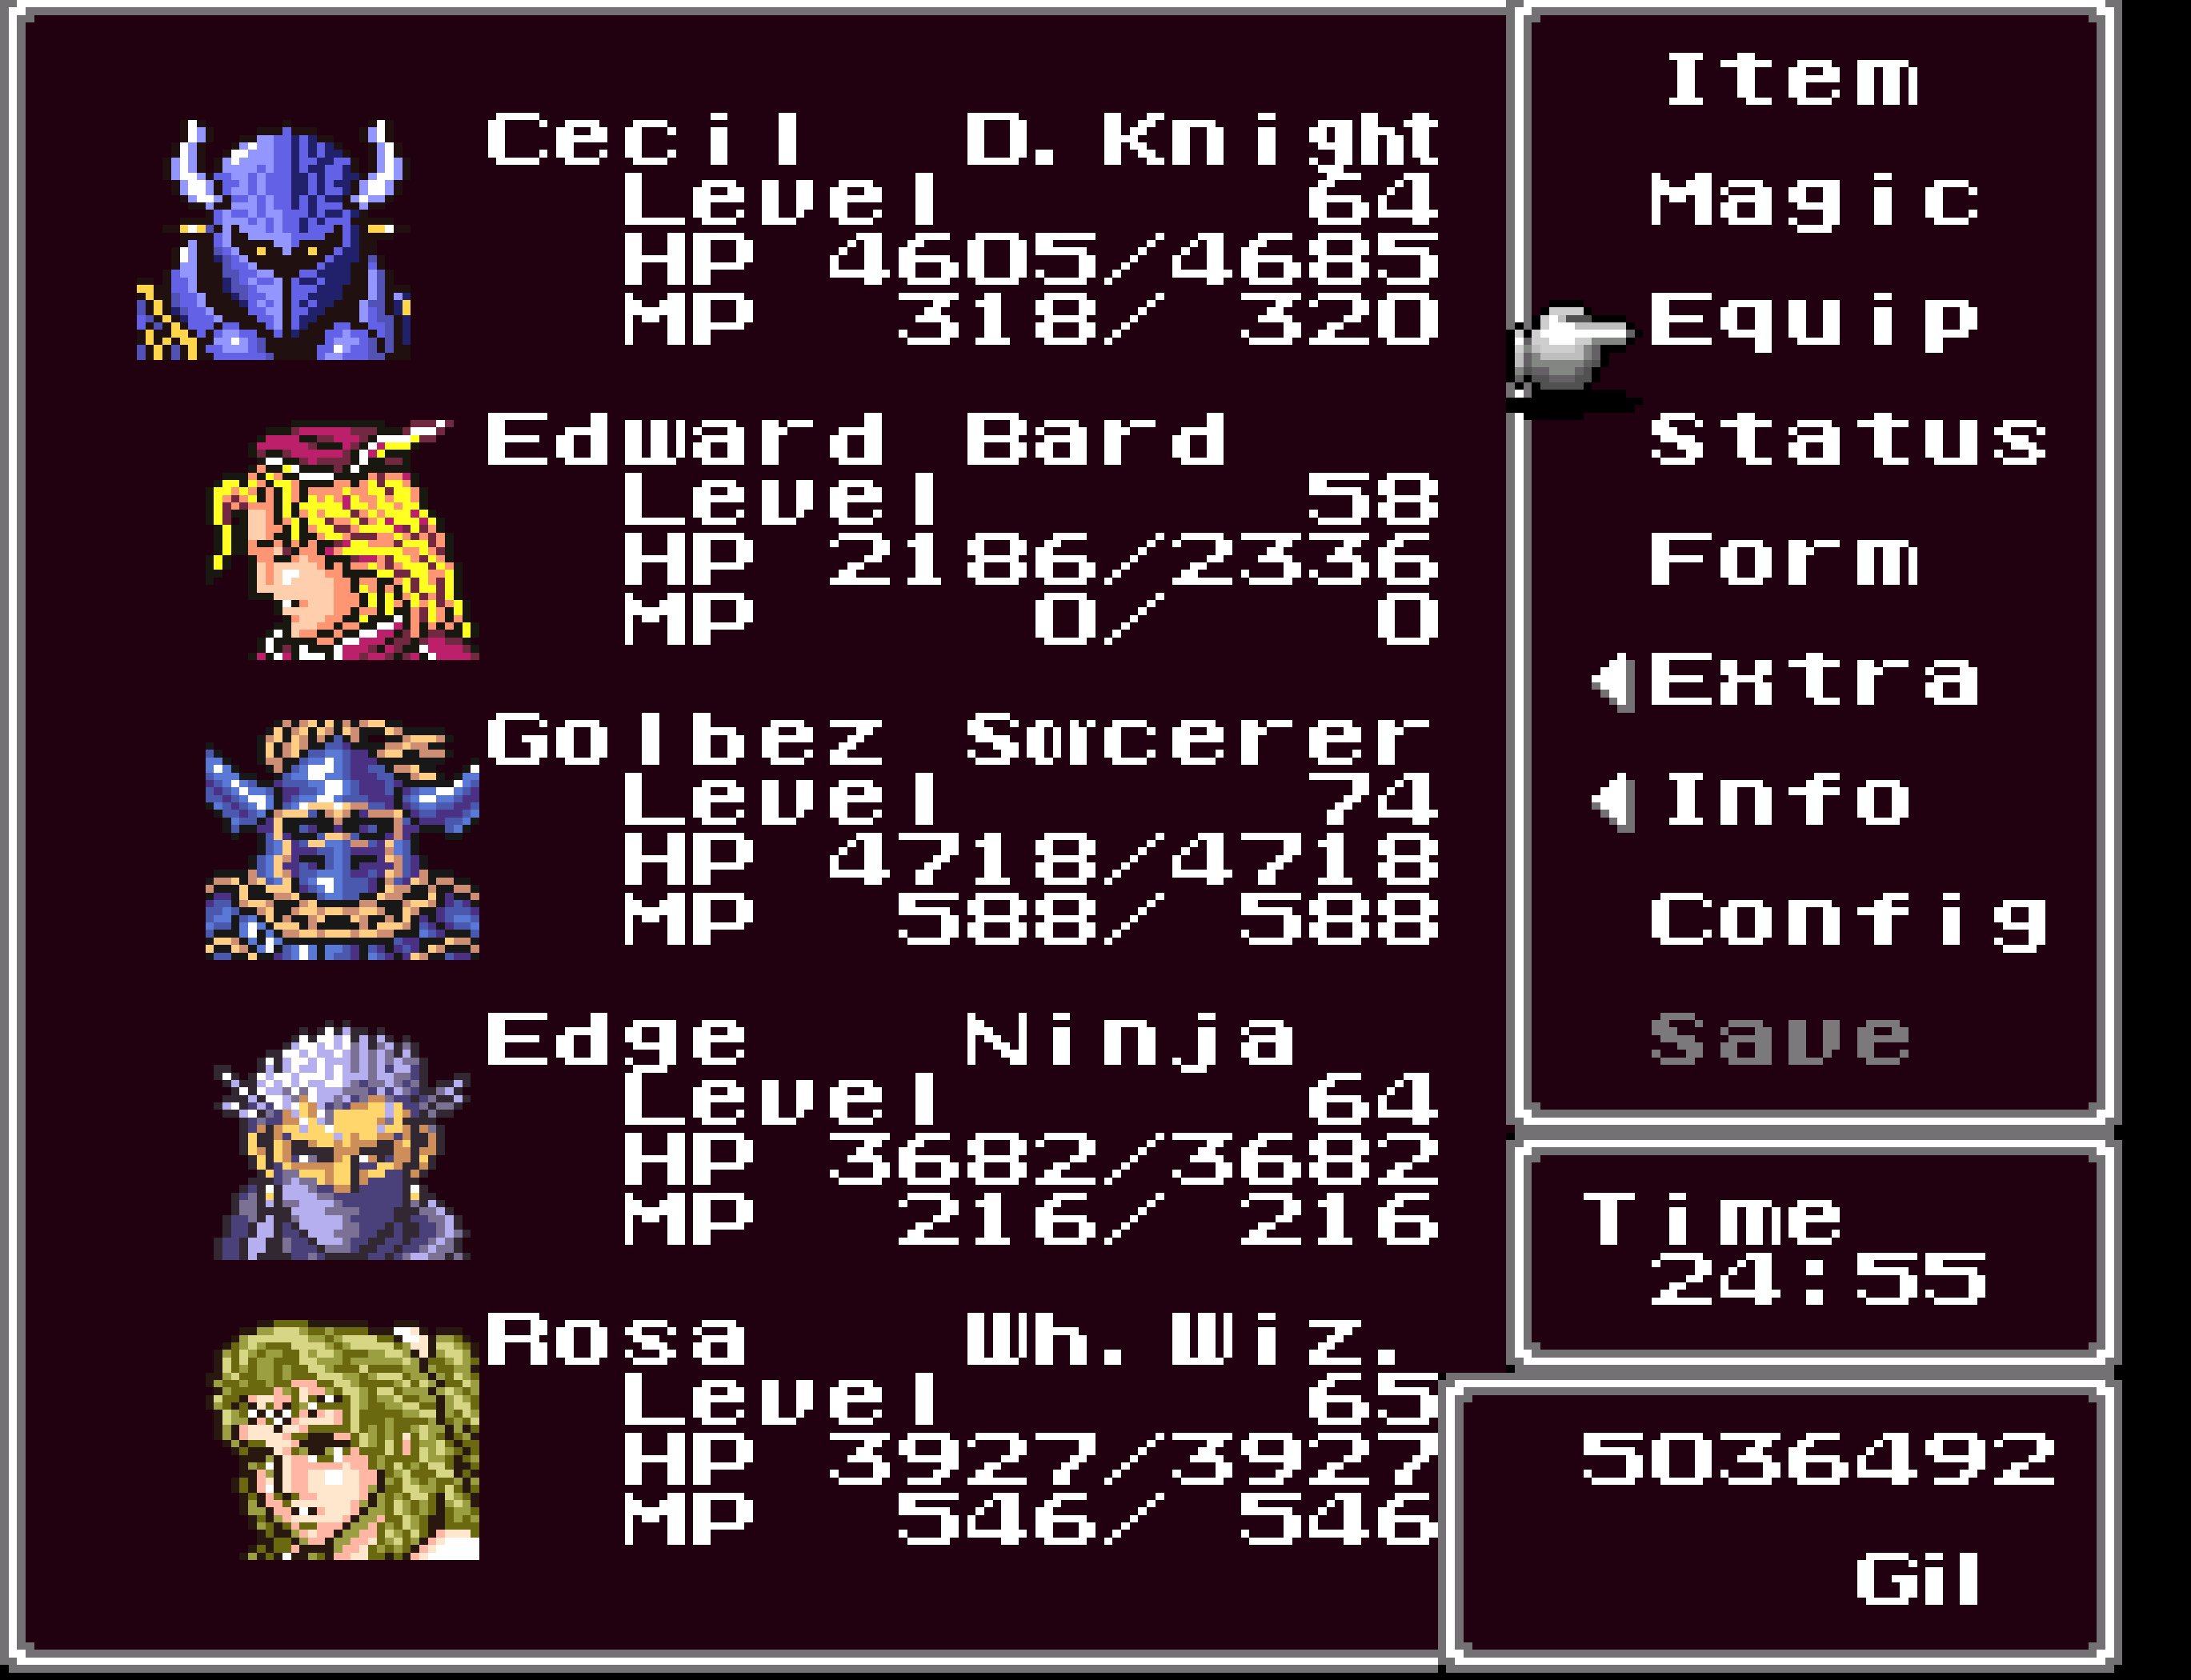 Cecil D.Knight
Level 64
HP 4605/4685
MP 318/ 320
Edward Bard
Level 58
HP 2186/2336
MP 0/ 0
Golbez Sorcerer
Level 74
HP 4718/4718
MP 588/ 588
Edge Ninja
Level 64
HP 3682/3682
MP 216/ 216
Rosa Wh.Wiz.
Level 65
HP 3927/3927
MP 546/ 546
Item
Magic
Equip
Status
Form
Extra
Info
Config
Save
Time
24:55
5036492
Gil